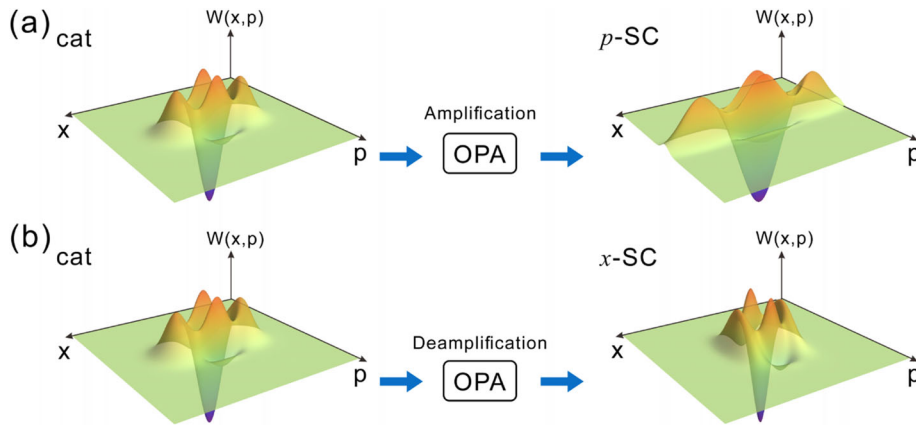 (a)
cat
W(x,p)
x
p
Amplification
OPA
p-SC
W(x,p)
x
p
(b)
cat
W(x,p)
x
p
Deamplification
OPA
x-SC
W(x,p)
x
p